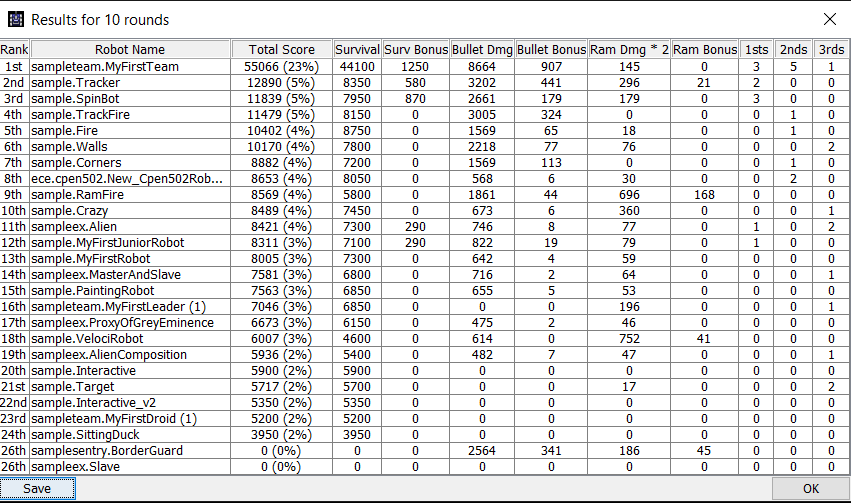 Results for 10 rounds
Rank Robot Name Total Score Survival Surv Bonus Bullet Dmg Bullet Bonus Ram Dmg * 2 Ram Bonus 1sts 2nds 3rds
1st sampleteam.MyFirstTeam 55066 (23%) 44100 1250 8664 907 145 0 3 5 1
2nd sample.Tracker 12890 (5%) 8350 580 3202 441 296 21 2 0 0
3rd sample.SpinBot 11839 (5%) 7950 870 2661 179 179 0 3 0 0
4th sample.TrackFire 11479 (5%) 8150 0 3005 324 0 0 0 1 0
5th sample.Fire 10402 (4%) 8750 0 1569 65 18 0 0 1 0
6th sample.Walls 10170 (4%) 7800 0 2218 77 76 0 0 0 2
7th sample.Corners 8882 (4%) 7200 0 1569 113 0 0 0 1 0
8th ece.cpen502.New_Cpen502Rob... 8653 (4%) 8050 0 568 6 30 0 0 2 0
9th sample.RamFire 8569 (4%) 5800 0 1861 44 696 168 0 0 0
10th sample.Crazy 8489 (4%) 7450 0 673 6 360 0 0 0 1
11th sampleex.Alien 8421 (4%) 7300 290 746 8 77 0 1 0 2
12th sample.MyFirstJuniorRobot 8311 (3%) 7100 290 822 19 79 0 1 0 0
13th sample.MyFirstRobot 8005 (3%) 7300 0 642 4 59 0 0 0 0
14th sampleex.MasterAndSlave 7581 (3%) 6800 0 716 2 64 0 0 0 1
15th sample.PaintingRobot 7563 (3%) 6850 0 655 5 53 0 0 0 0
16th sampleteam.MyFirstLeader (1) 7046 (3%) 6850 0 0 0 196 0 0 0 1
17th sampleex.ProxyOfGreyEminence 6673 (3%) 6150 0 475 2 46 0 0 0 0
18th sample.VelociRobot 6007 (3%) 4600 0 614 0 752 41 0 0 0
19th sampleex.AlienComposition 5936 (2%) 5400 0 482 7 47 0 0 0 1
20th sample.Interactive 5900 (2%) 5900 0 0 0 0 0 0 0 0
21st sample.Target 5717 (2%) 5700 0 0 0 17 0 0 0 2
22nd sample.Interactive_v2 5350 (2%) 5350 0 0 0 0 0 0 0 0
23rd sampleteam.MyFirstDroid (1) 5200 (2%) 5200 0 0 0 0 0 0 0 0
24th sample.SittingDuck 3950 (2%) 3950 0 0 0 0 0 0 0 0
26th samplesentry.BorderGuard 0 (0%) 0 0 2564 341 186 45 0 0 0
26th sampleex.Slave 0 (0%) 0 0 0 0 0 0 0 0 0
Save OK